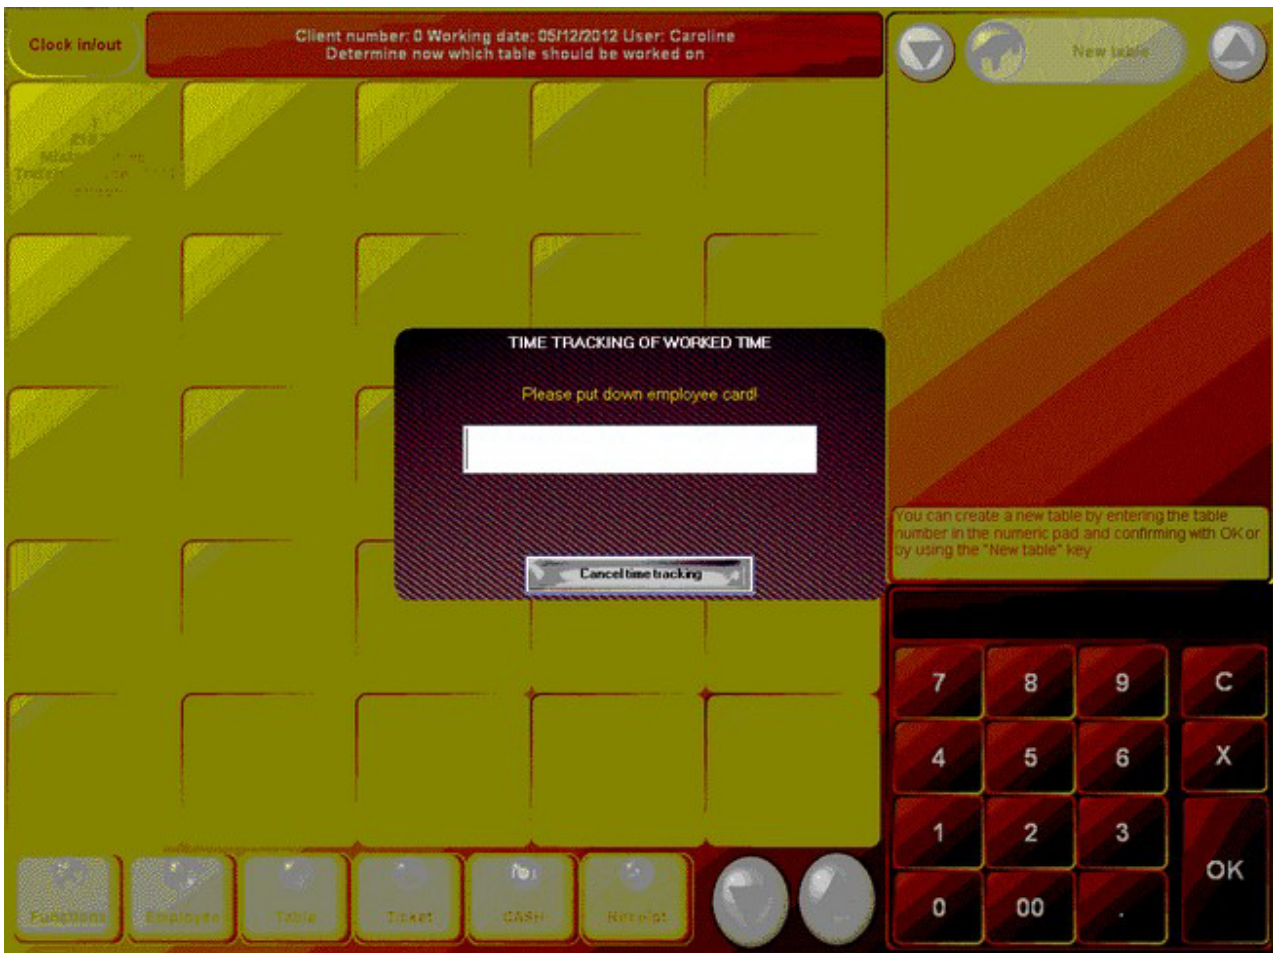 Clock in/out
Client number: 0 Working date: 05/12/2012 User: Caroline
Determine now which table should be worked on
New table
TIME TRACKING OF WORKED TIME
Please put down employee card!
Cancel time tracking
You can create a new table by entering the table
number in the numeric pad and confirming with OK or
by using the "New table" key
7 8 9 C
4 5 6 X
1 2 3
0 00 . OK
Functions Employee Table Ticket CASH Receipt